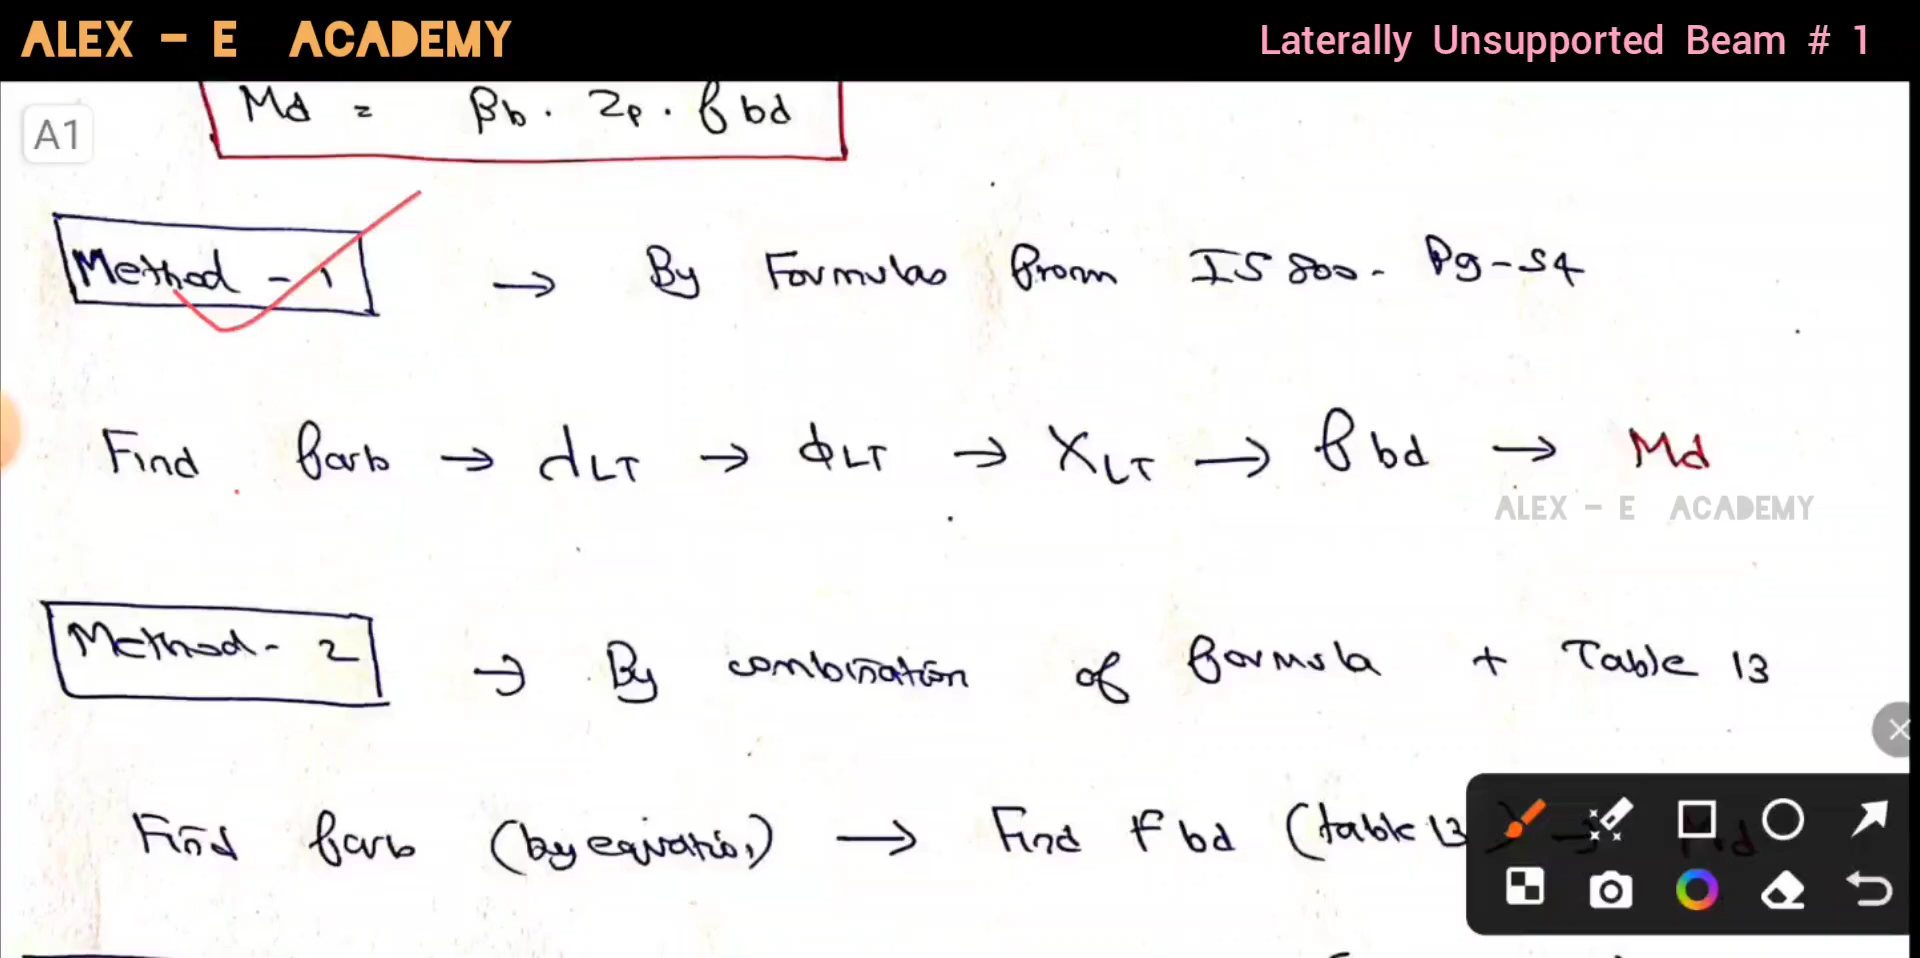 ALEX - E ACADEMY
Laterally Unsupported Beam # 1
Md = βb . Zp . fbd
A1
Method - 1 → By Formulas from IS 800 - Pg-54
Find fcrb → λLT → ϕLT → XLT → fbd → Md
ALEX - E ACADEMY
Method - 2 → By combination of formula + Table 13
Find fcrb (by equation) → Find fbd (table 13) → Md